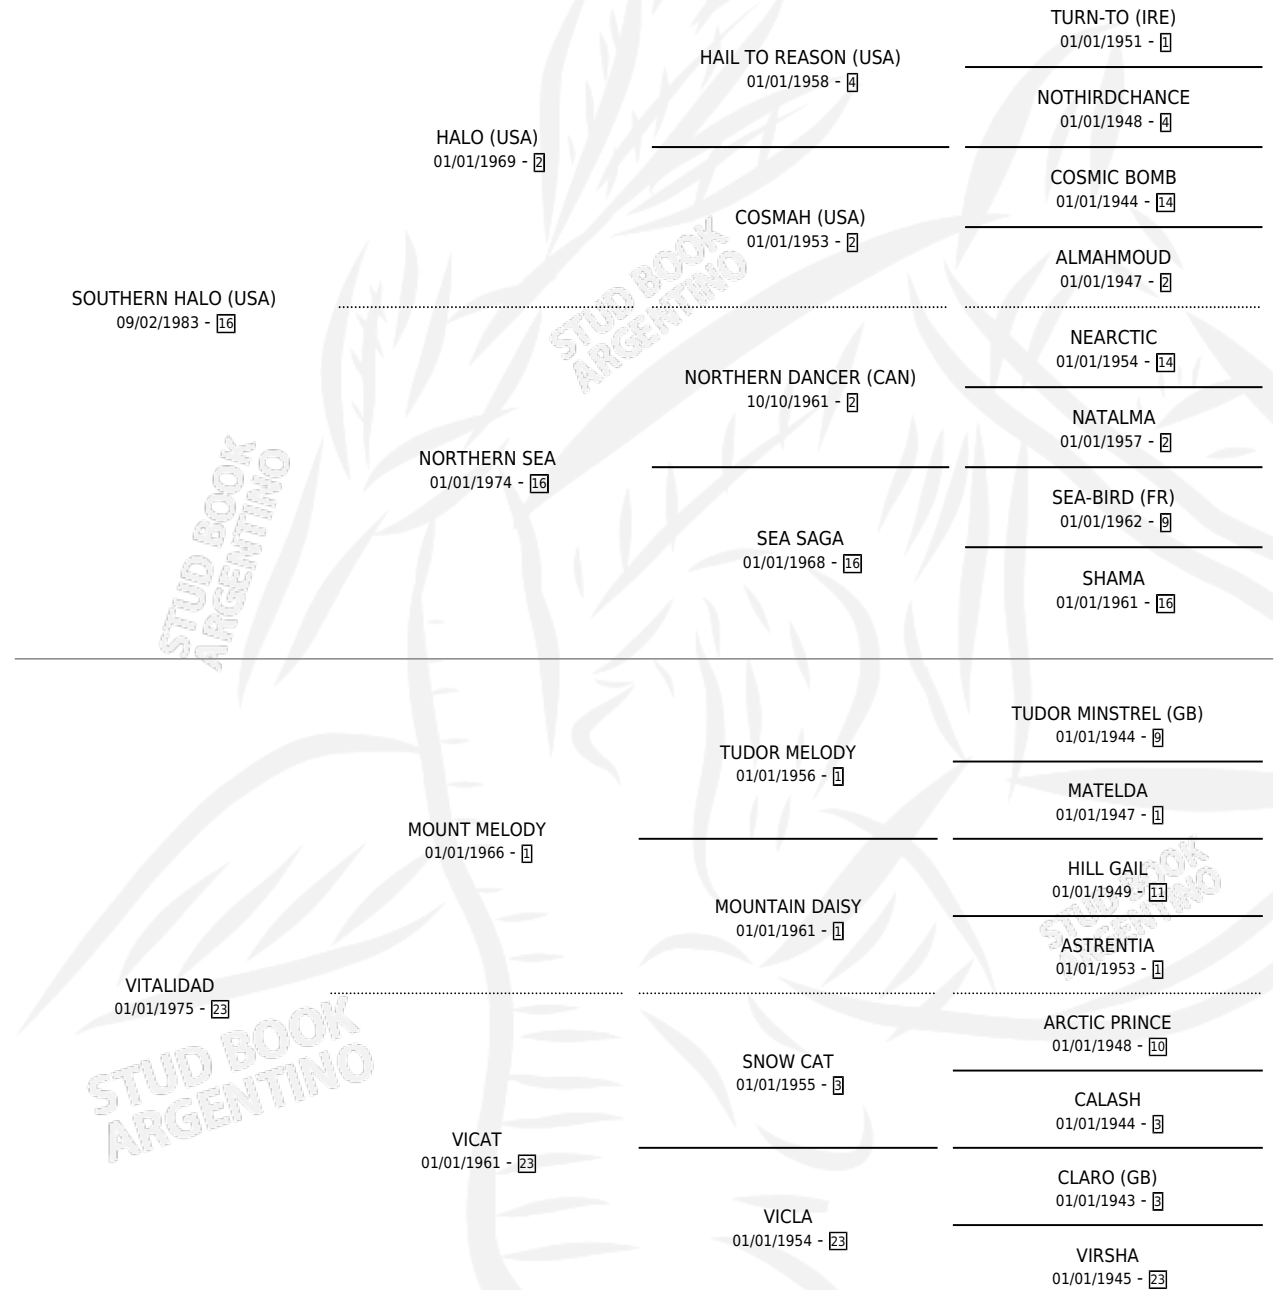 TURN-TO (IRE)
01/01/1951 - 1
HAIL TO REASON (USA)
01/01/1958 - 4
NOTHIRDCHANCE
01/01/1948 - 4
HALO (USA)
01/01/1969 - 2
COSMIC BOMB
01/01/1944 - 14
COSMAH (USA)
01/01/1953 - 2
ALMAHMOUD
01/01/1947 - 2
SOUTHERN HALO (USA)
09/02/1983 - 16
STUD BOOK
ARGENTINO
NEARCTIC
01/01/1954 - 14
NORTHERN DANCER (CAN)
10/10/1961 - 2
NATALMA
01/01/1957 - 2
NORTHERN SEA
01/01/1974 - 16
SEA-BIRD (FR)
01/01/1962 - 9
SEA SAGA
01/01/1968 - 16
SHAMA
01/01/1961 - 16
STUD BOOK
ARGENTINO
TUDOR MINSTREL (GB)
01/01/1944 - 9
TUDOR MELODY
01/01/1956 - 1
MATELDA
01/01/1947 - 1
MOUNT MELODY
01/01/1966 - 1
HILL GAIL
01/01/1949 - 11
MOUNTAIN DAISY
01/01/1961 - 1
STUD BOOK
ARGENTINO
ASTRENTIA
01/01/1953 - 1
VITALIDAD
01/01/1975 - 23
STUD BOOK
ARGENTINO
ARCTIC PRINCE
01/01/1948 - 10
SNOW CAT
01/01/1955 - 3
CALASH
01/01/1944 - 3
VICAT
01/01/1961 - 23
CLARO (GB)
01/01/1943 - 3
VICLA
01/01/1954 - 23
VIRSHA
01/01/1945 - 23